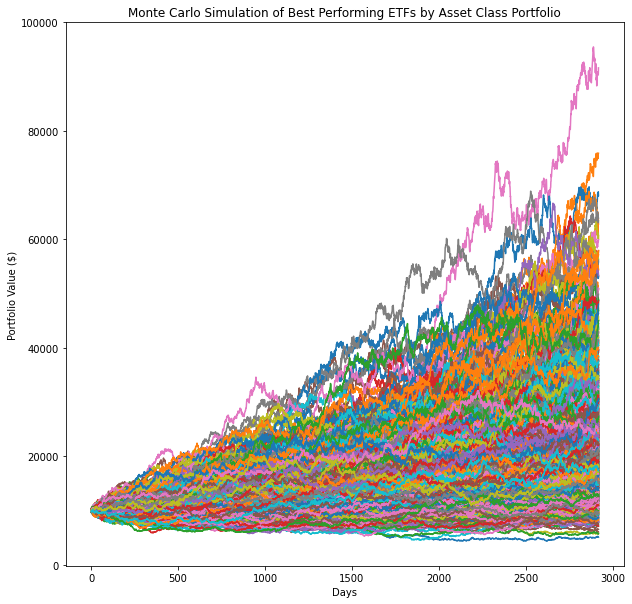 Monte Carlo Simulation of Best Performing ETFs by Asset Class Portfolio
100000
80000
60000
40000
20000
0
Portfolio Value ($)
0 500 1000 1500 2000 2500 3000
Days